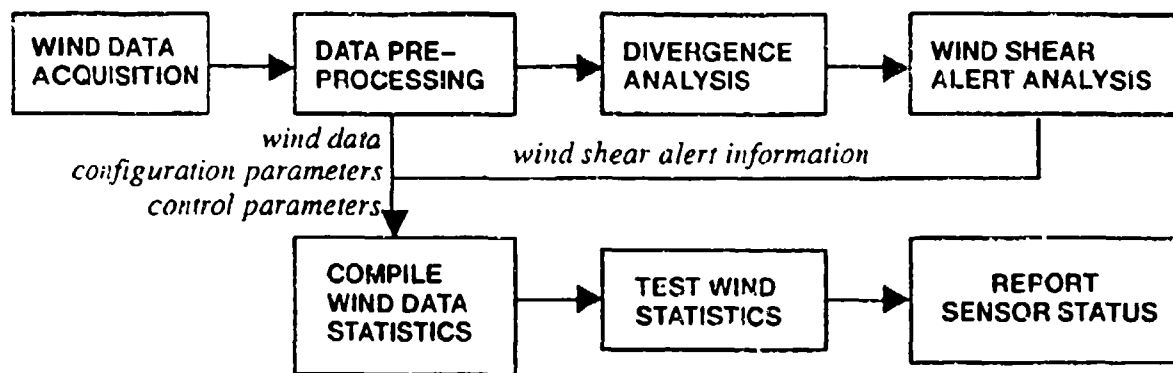 WIND DATA
ACQUISITION
DATA PRE-
PROCESSING
DIVERGENCE
ANALYSIS
WIND SHEAR
ALERT ANALYSIS
wind data
configuration parameters
control parameters
wind shear alert information
COMPILE
WIND DATA
STATISTICS
TEST WIND
STATISTICS
REPORT
SENSOR STATUS